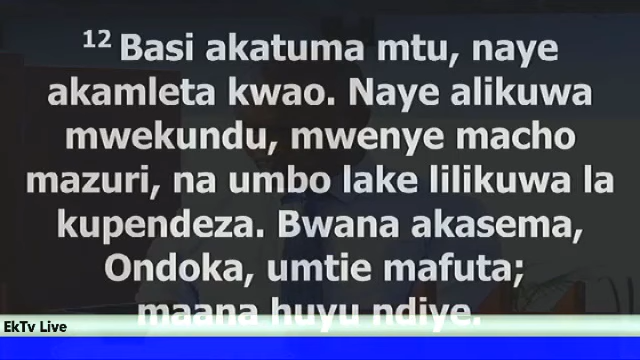 12 Basi akatuma mtu, naye
akamleta kwao. Naye alikuwa
mwekundu, mwenye macho
mazuri, na umbo lake lilikuwa la
kupendeza. Bwana akasema,
Ondoka, umtie mafuta;
maana huyu ndiye.
EkTv Live